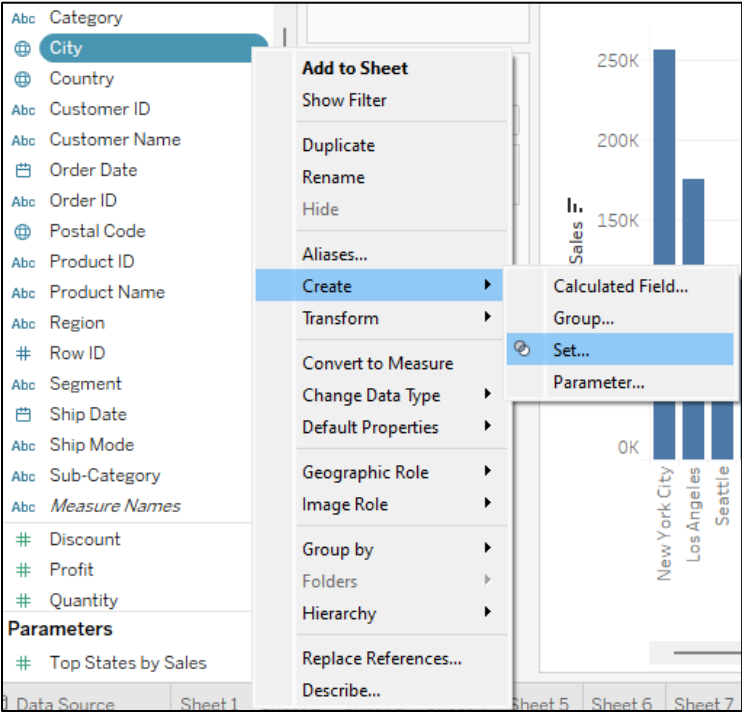 Abc Category
City
Country
Abc Customer ID
Abc Customer Name
Order Date
Abc Order ID
Postal Code
Abc Product ID
Abc Product Name
Abc Region
# Row ID
Abc Segment
Ship Date
Abc Ship Mode
Abc Sub-Category
Abc Measure Names
# Discount
# Profit
# Quantity
Parameters
# Top States by Sales
Add to Sheet
Show Filter
Duplicate
Rename
Hide
Aliases...
Create
Transform
Convert to Measure
Change Data Type
Default Properties
Geographic Role
Image Role
Group by
Folders
Hierarchy
Replace References...
Describe...
Calculated Field...
Group...
Set...
Parameter...
250K
200K
150K
0K
Sales
New York City
Los Angeles
Seattle
Data Source
Sheet 1
Sheet 5
Sheet 6
Sheet 7